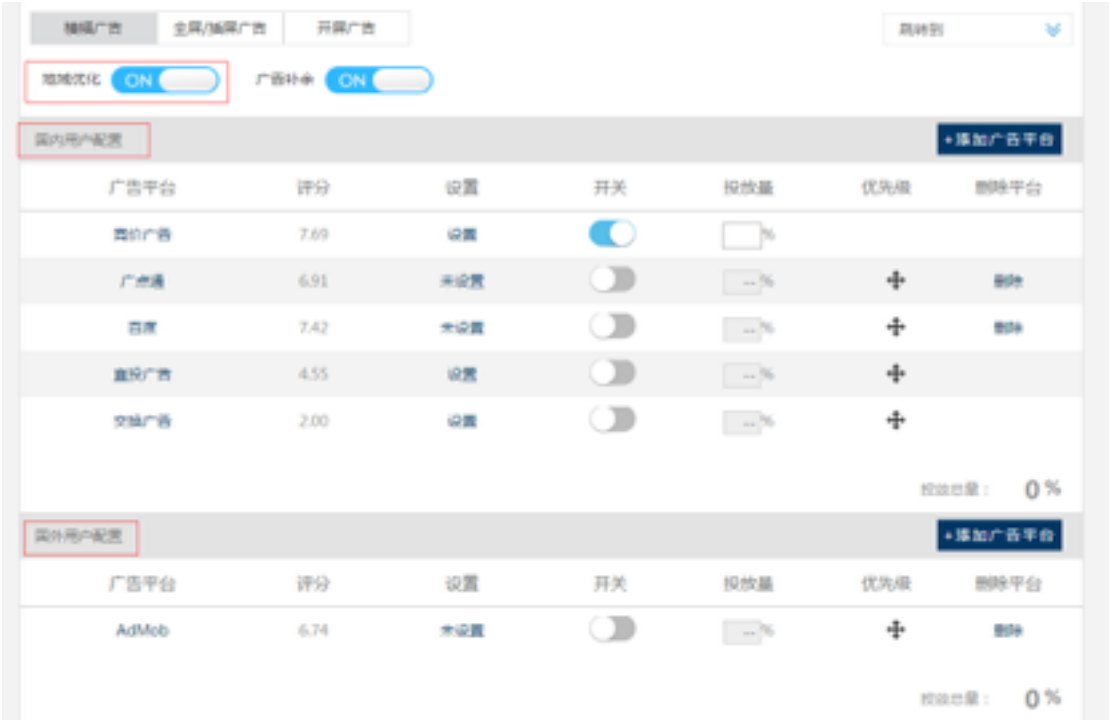 横幅广告 全屏/插屏广告 开屏广告 跳转到
地域优化 ON 广告补余 ON
国内用户配置 +添加广告平台
广告平台 评分 设置 开关 投放量 优先级 删除平台
竞价广告 7.69 设置 %
广点通 6.91 未设置 -- % 删除
百度 7.42 未设置 -- % 删除
直投广告 4.55 设置 -- %
交换广告 2.00 设置 -- %
投放总量: 0 %
国外用户配置 +添加广告平台
广告平台 评分 设置 开关 投放量 优先级 删除平台
AdMob 6.74 未设置 -- % 删除
投放总量: 0 %